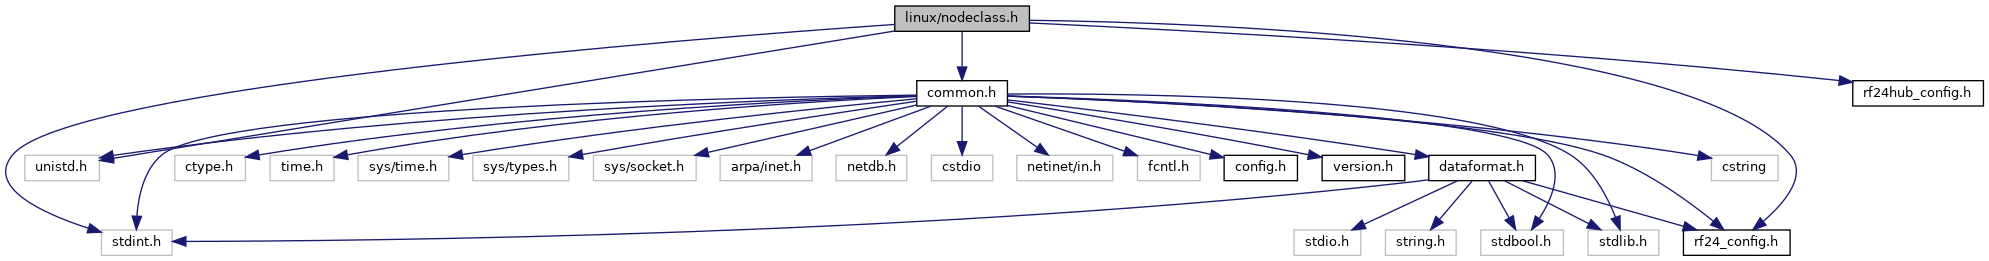 linux/nodeclass.h
common.h
rf24hub_config.h
unistd.h
ctype.h
time.h
sys/time.h
sys/types.h
sys/socket.h
arpa/inet.h
netdb.h
cstdio
netinet/in.h
fcntl.h
config.h
version.h
dataformat.h
cstring
stdint.h
stdio.h
string.h
stdbool.h
stdlib.h
rf24_config.h